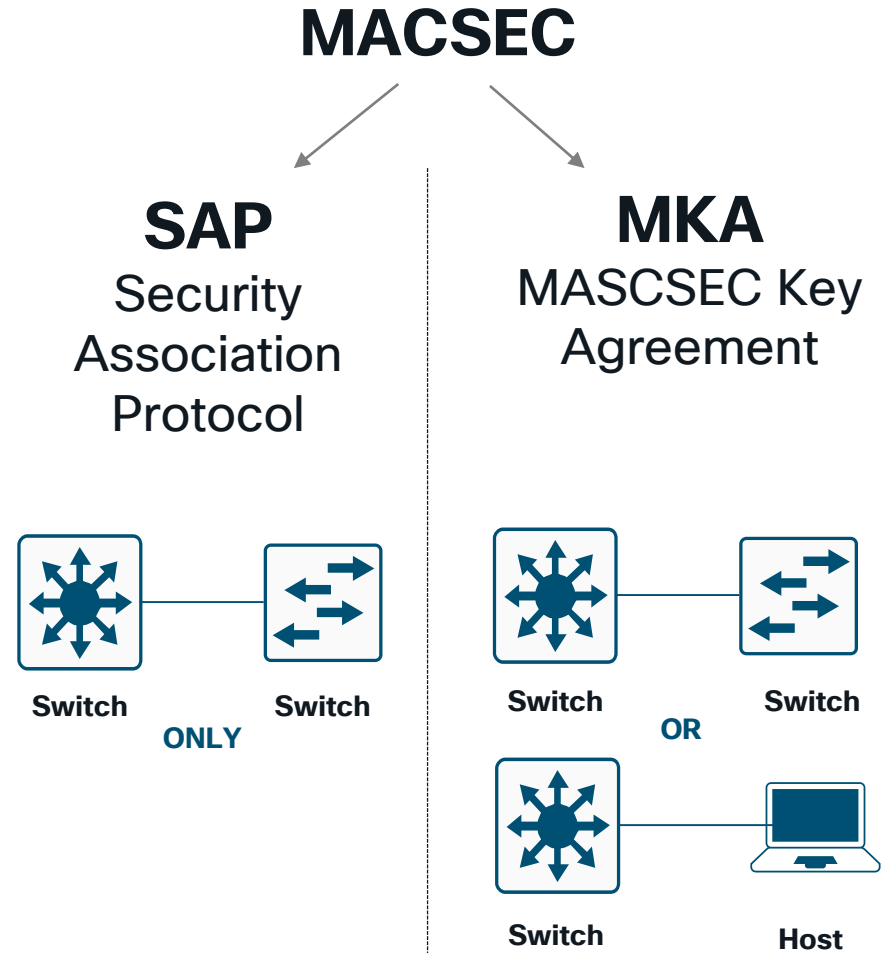 MACSEC
SAP
Security
Association
Protocol
Switch
Switch
ONLY
MKA
MASCSEC Key
Agreement
Switch
Switch
OR
Switch
Host